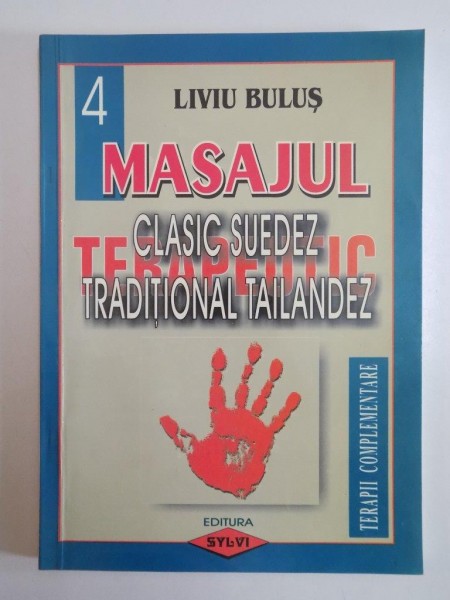 4
LIVIU BULUȘ
MASAJUL
TERAPEUTIC
CLASIC SUEDEZ
TRADIȚIONAL TAILANDEZ
TERAPII COMPLEMENTARE
EDITURA
SYLVI